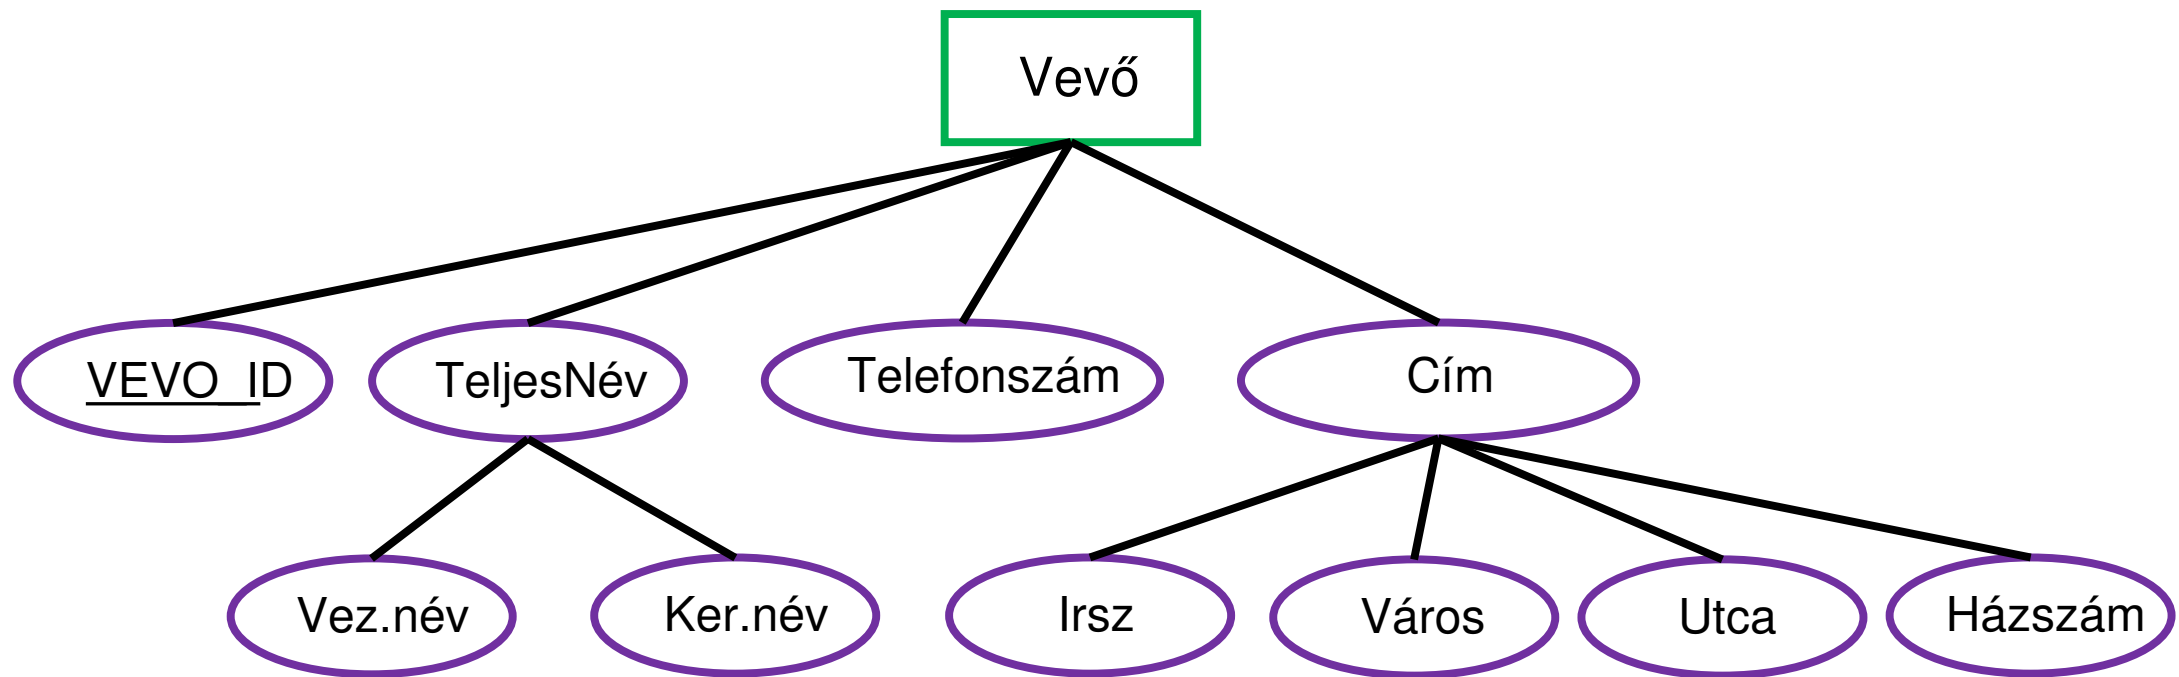 Vevő
VEVO_ID
TeljesNév
Telefonszám
Cím
Vez.név
Ker.név
Irsz
Város
Utca
Házszám